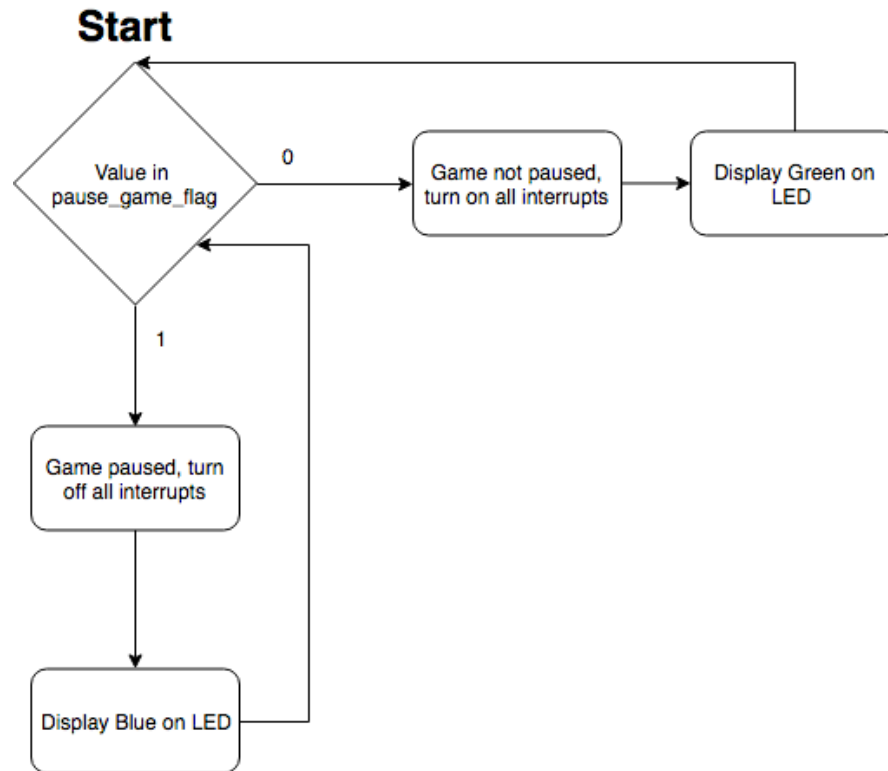 Start
Value in
pause_game_flag
0
Game not paused,
turn on all interrupts
Display Green on
LED
1
Game paused, turn
off all interrupts
Display Blue on LED